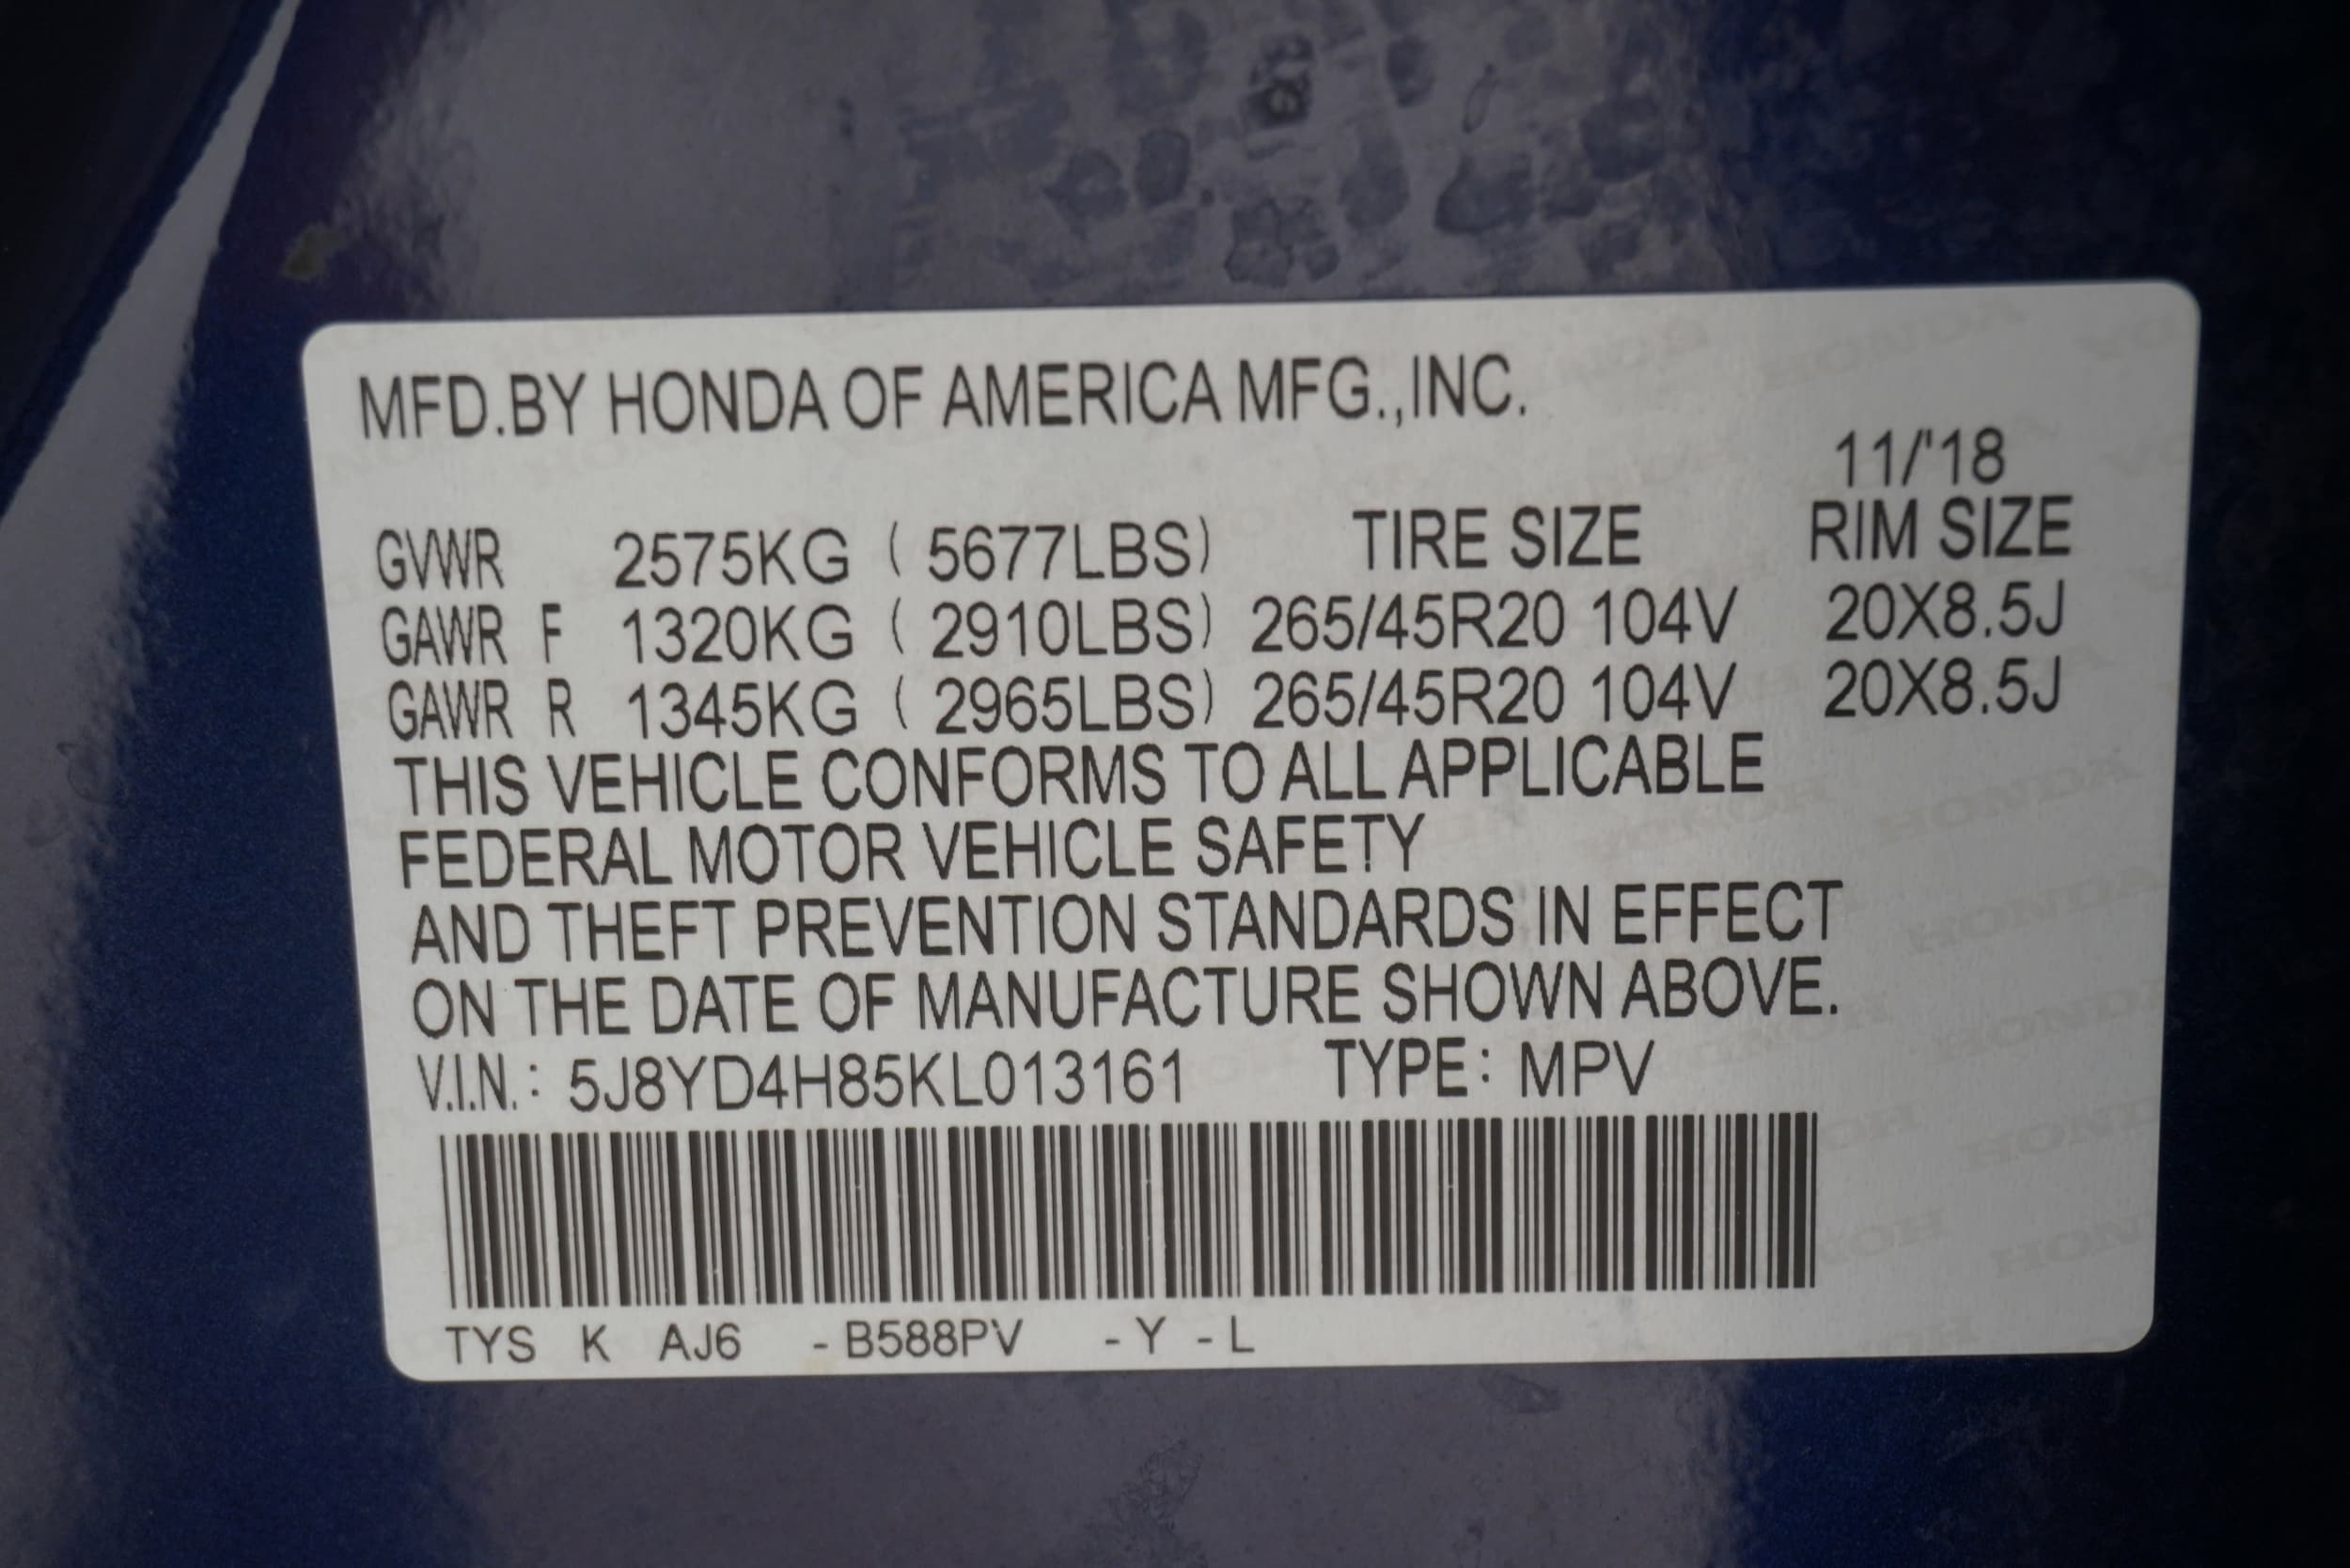 MFD.BY HONDA OF AMERICA MFG.,INC.
11/'18
GVWR 2575KG ( 5677LBS) TIRE SIZE RIM SIZE
GAWR F 1320KG ( 2910LBS) 265/45R20 104V 20X8.5J
GAWR R 1345KG ( 2965LBS) 265/45R20 104V 20X8.5J
THIS VEHICLE CONFORMS TO ALL APPLICABLE
FEDERAL MOTOR VEHICLE SAFETY
AND THEFT PREVENTION STANDARDS IN EFFECT
ON THE DATE OF MANUFACTURE SHOWN ABOVE.
V.I.N.: 5J8YD4H85KL013161 TYPE: MPV
TYS K AJ6 -B588PV -Y -L